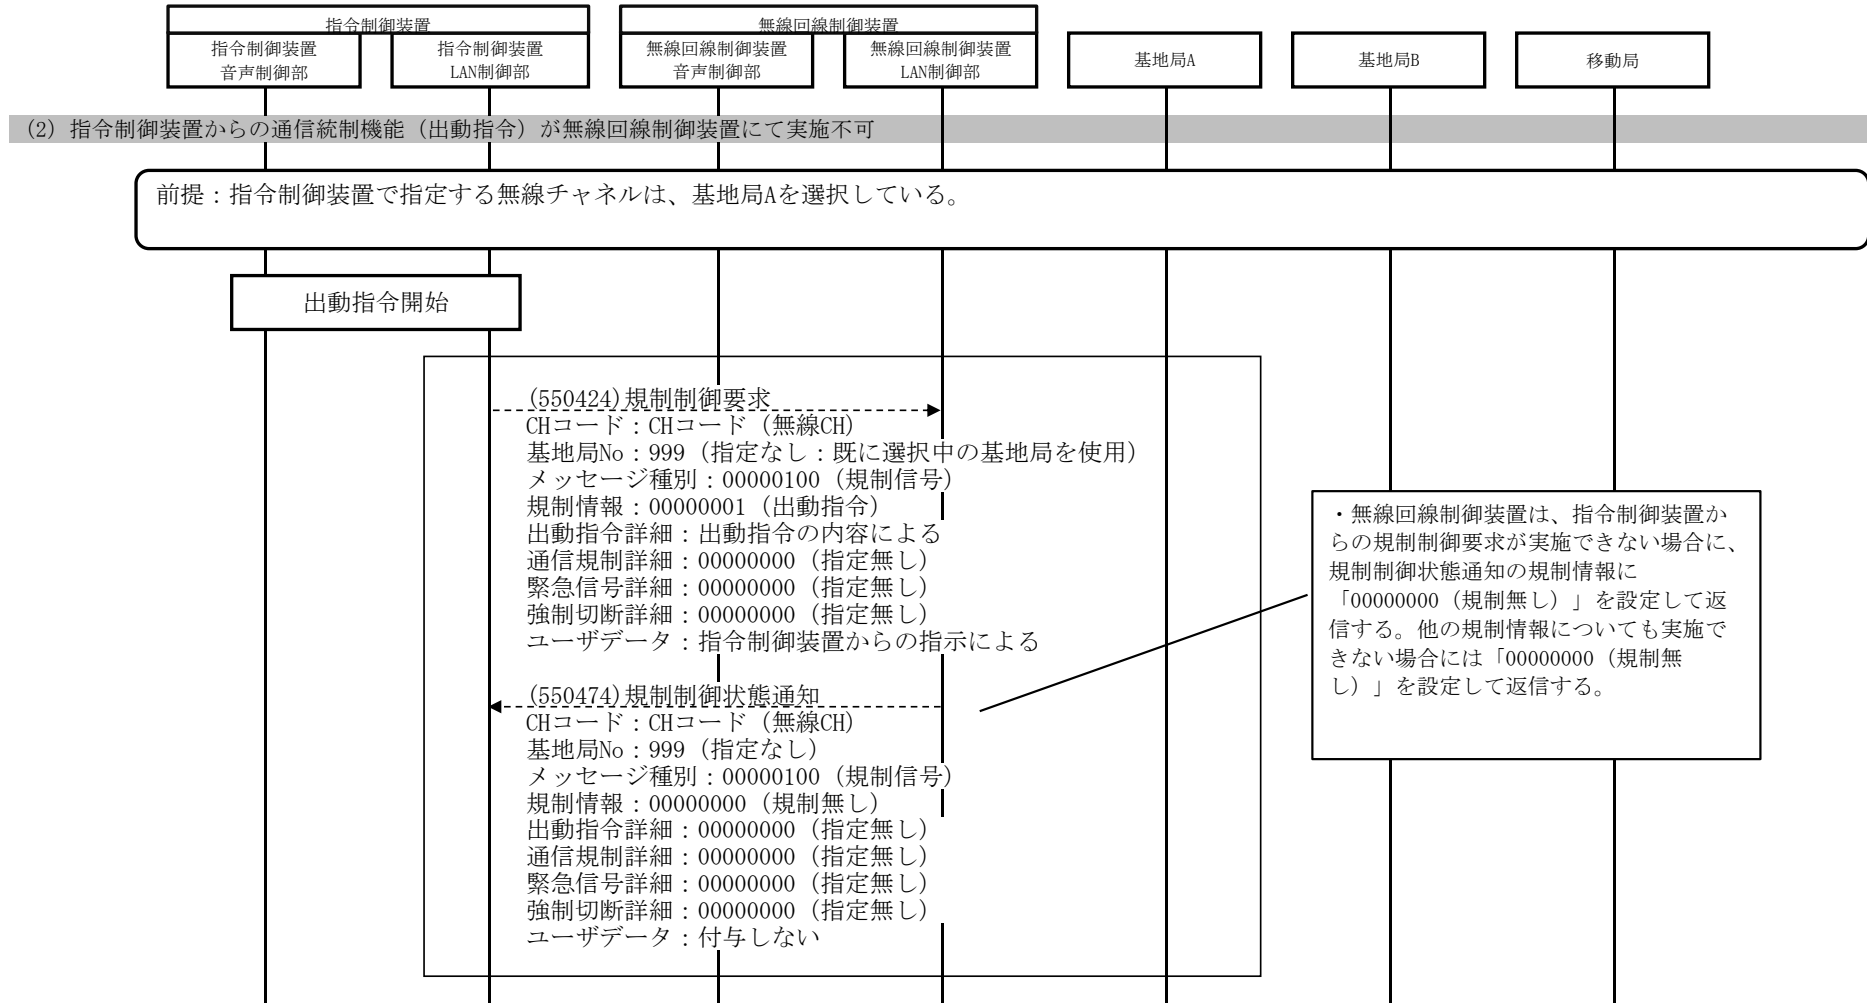 指令制御装置
無線回線制御装置
指令制御装置
音声制御部
指令制御装置
LAN制御部
無線回線制御装置
音声制御部
無線回線制御装置
LAN制御部
基地局A
基地局B
移動局
(2) 指令制御装置からの通信統制機能（出動指令）が無線回線制御装置にて実施不可
前提：指令制御装置で指定する無線チャネルは、基地局Aを選択している。
出動指令開始
(550424)規制制御要求
CHコード：CHコード（無線CH）
基地局No：999（指定なし：既に選択中の基地局を使用）
メッセージ種別：00000100（規制信号）
規制情報：00000001（出動指令）
出動指令詳細：出動指令の内容による
通信規制詳細：00000000（指定無し）
緊急信号詳細：00000000（指定無し）
強制切断詳細：00000000（指定無し）
ユーザデータ：指令制御装置からの指示による
(550474)規制制御状態通知
CHコード：CHコード（無線CH）
基地局No：999（指定なし）
メッセージ種別：00000100（規制信号）
規制情報：00000000（規制無し）
出動指令詳細：00000000（指定無し）
通信規制詳細：00000000（指定無し）
緊急信号詳細：00000000（指定無し）
強制切断詳細：00000000（指定無し）
ユーザデータ：付与しない
・無線回線制御装置は、指令制御装置か
らの規制制御要求が実施できない場合に、
規制制御状態通知の規制情報に
「00000000（規制無し）」を設定して返
信する。他の規制情報についても実施で
きない場合には「00000000（規制無
し）」を設定して返信する。